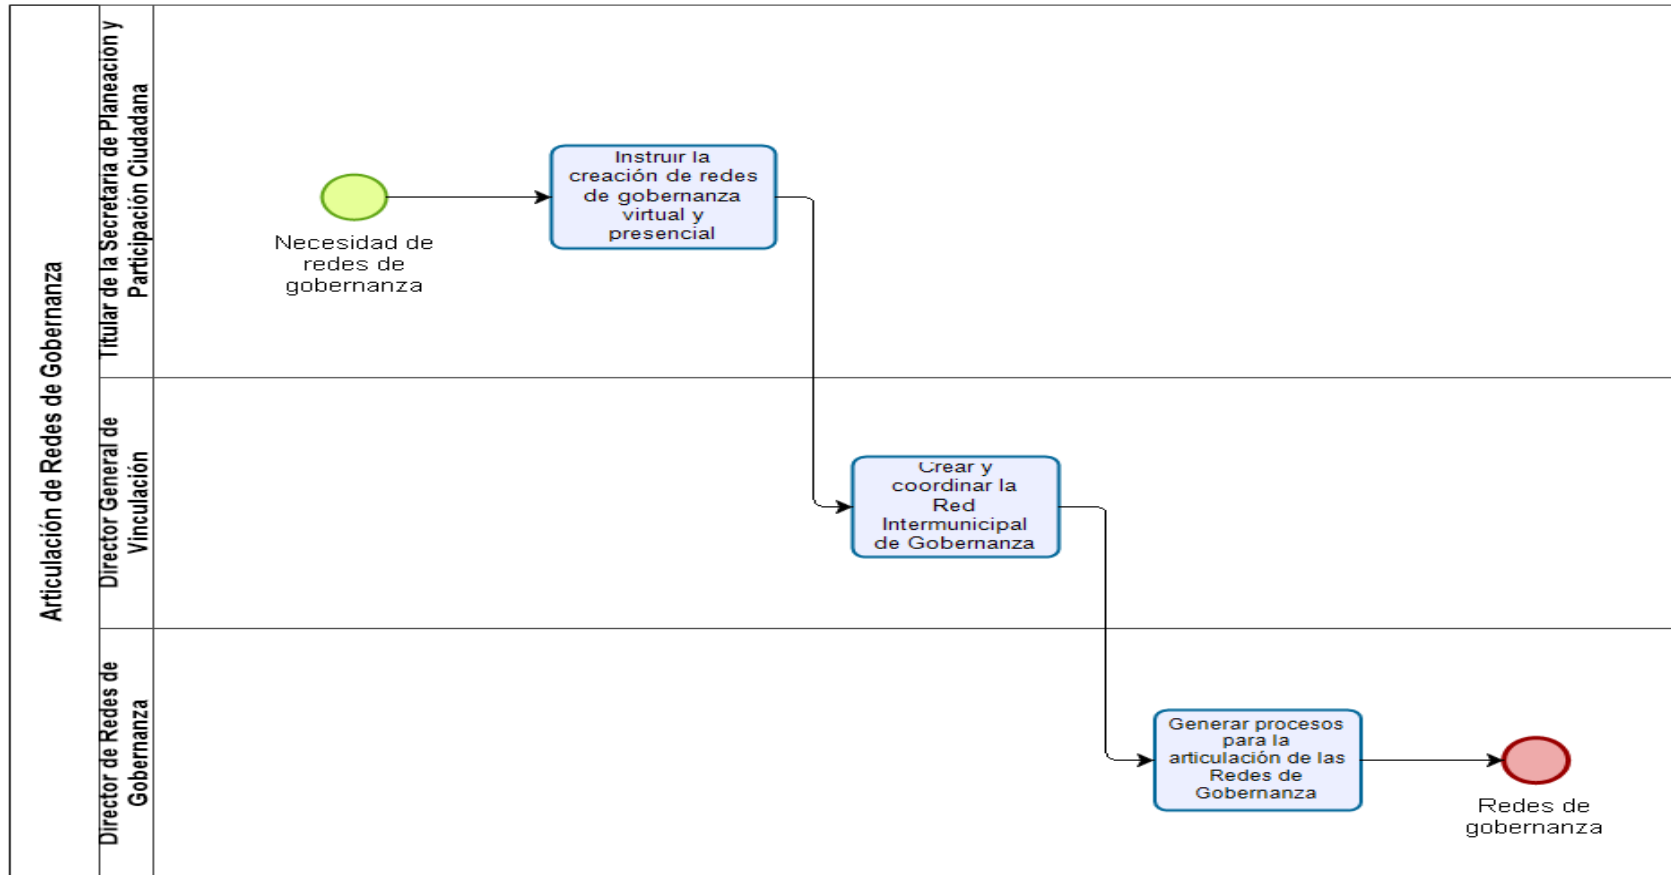 Articulación de Redes de Gobernanza
Titular de la Secretaria de Planeación y
Participación Ciudadana
Necesidad de
redes de
gobernanza
Instruir la
creación de redes
de gobernanza
virtual y
presencial
Director General de
Vinculación
Crear y
coordinar la
Red
Intermunicipal
de Gobernanza
Director de Redes de
Gobernanza
Generar procesos
para la
articulación de las
Redes de
Gobernanza
Redes de
gobernanza